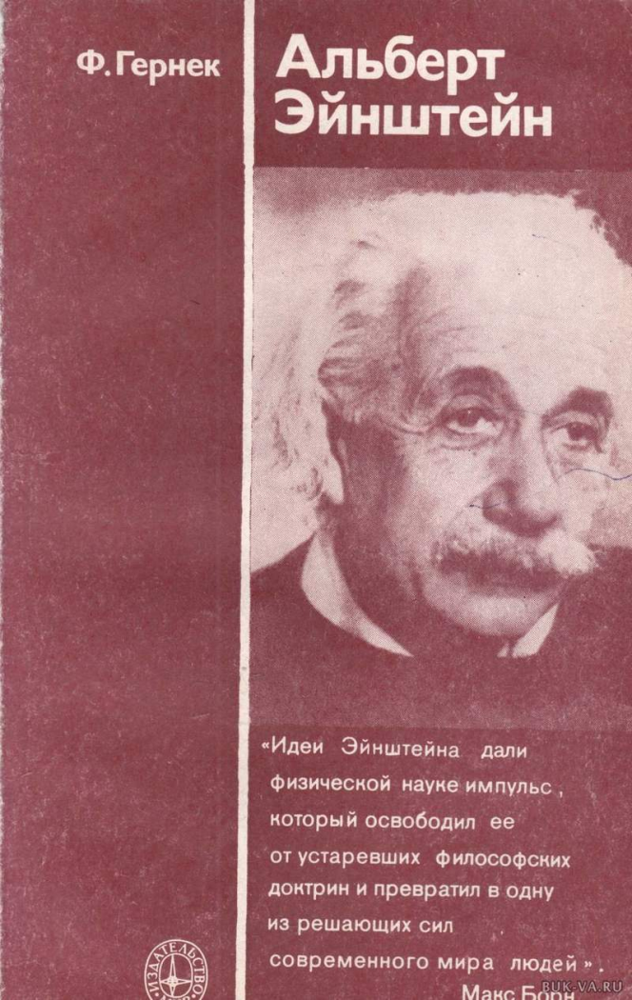 Ф. Гернек
Альберт
Эйнштейн
«Идеи Эйнштейна дали
физической науке импульс,
который освободил ее
от устаревших философских
доктрин и превратил в одну
из решающих сил
современного мира людей».
Макс Борн
ИЗДАТЕЛЬСТВО
BUK-VA.RU